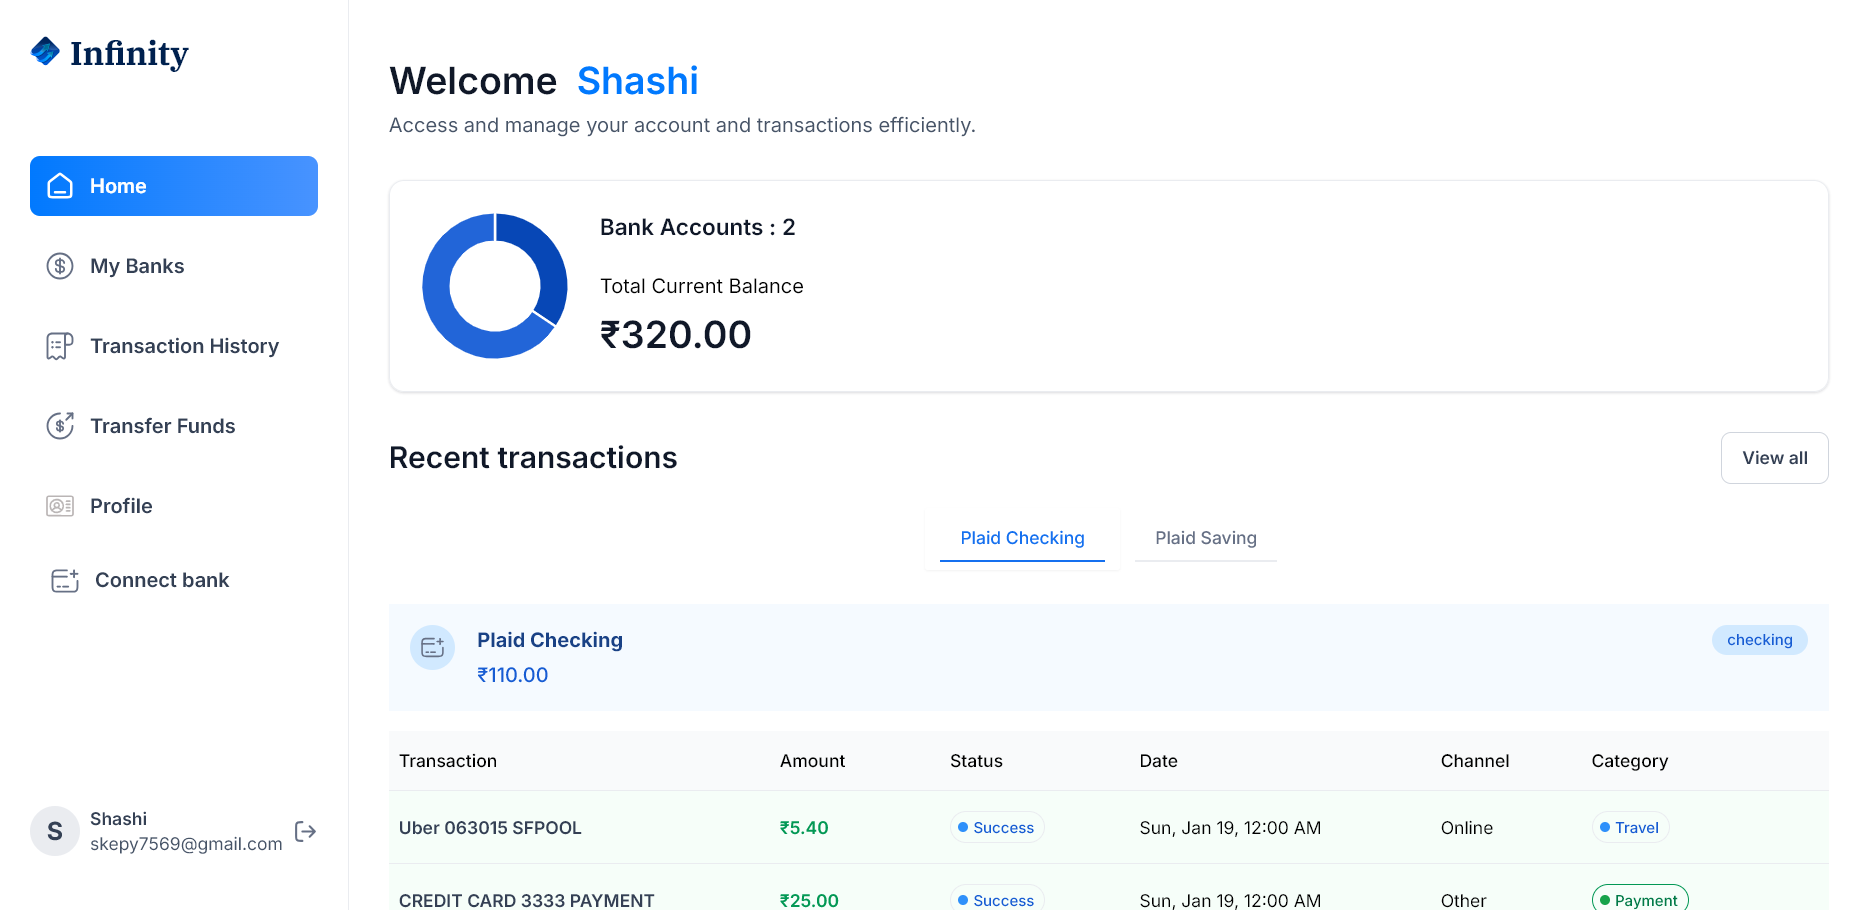 Infinity
Home
My Banks
Transaction History
Transfer Funds
Profile
Connect bank
S
Shashi
skepy7569@gmail.com
Welcome Shashi
Access and manage your account and transactions efficiently.
Bank Accounts : 2
Total Current Balance
₹320.00
Recent transactions
View all
Plaid Checking Plaid Saving
Plaid Checking
₹110.00
checking
Transaction Amount Status Date Channel Category
Uber 063015 SFPOOL ₹5.40 Success Sun, Jan 19, 12:00 AM Online Travel
CREDIT CARD 3333 PAYMENT ₹25.00 Success Sun, Jan 19, 12:00 AM Other Payment